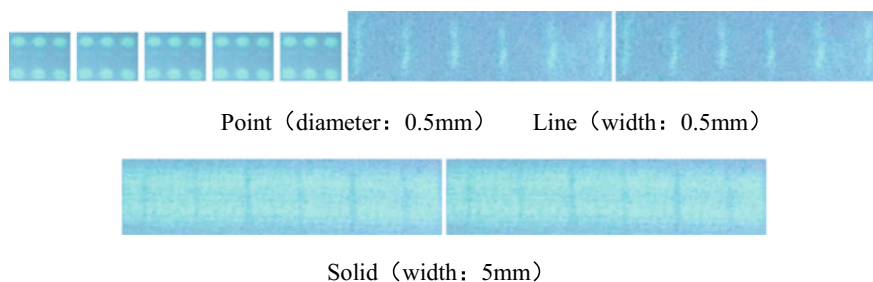 Point（diameter：0.5mm） Line（width：0.5mm）
Solid（width：5mm）